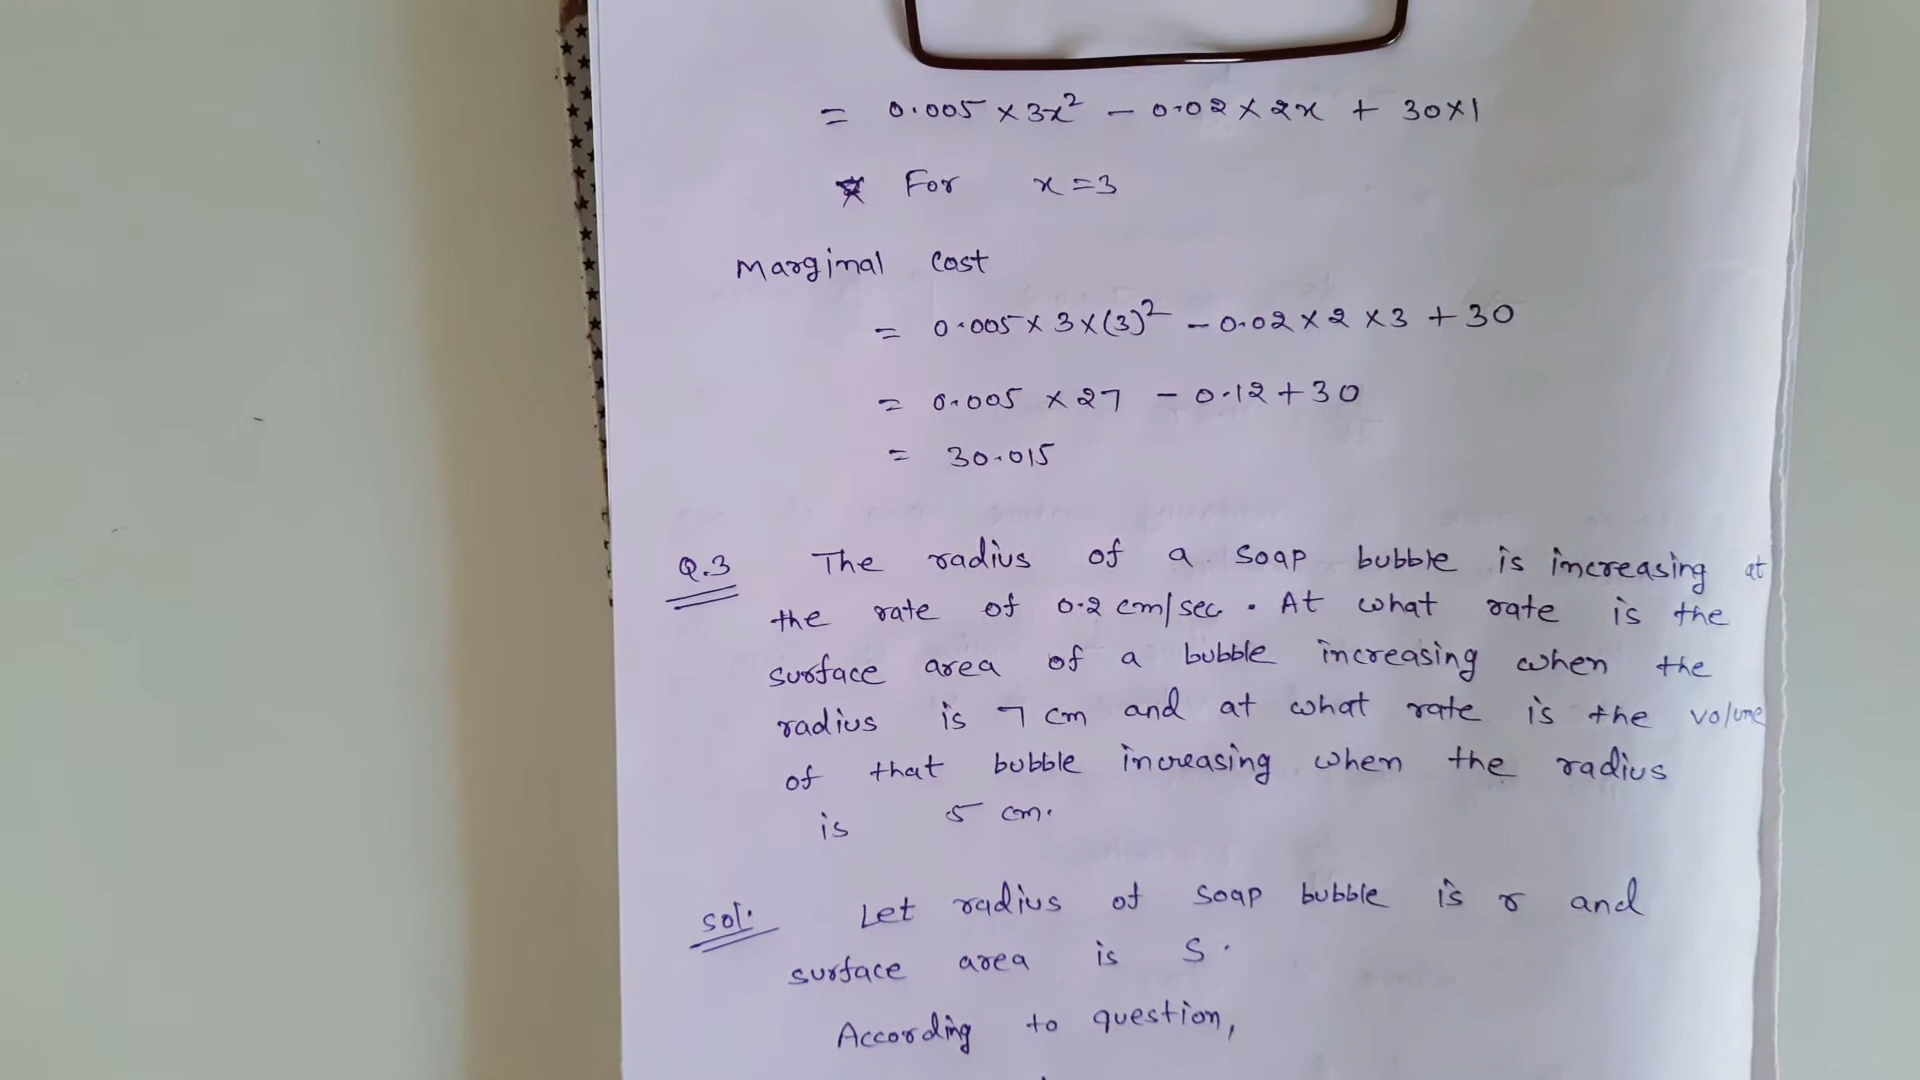 = 0.005 × 3x² - 0.02 × 2x + 30×1
* For x = 3
Marginal cost
= 0.005 × 3 × (3)² - 0.02 × 2 × 3 + 30
= 0.005 × 27 - 0.12 + 30
= 30.015
Q.3 The radius of a soap bubble is increasing at
the rate of 0.2 cm/sec. At what rate is the
surface area of a bubble increasing when the
radius is 7 cm and at what rate is the volume
of that bubble increasing when the radius
is 5 cm.
sol. Let radius of soap bubble is r and
surface area is S.
According to question,